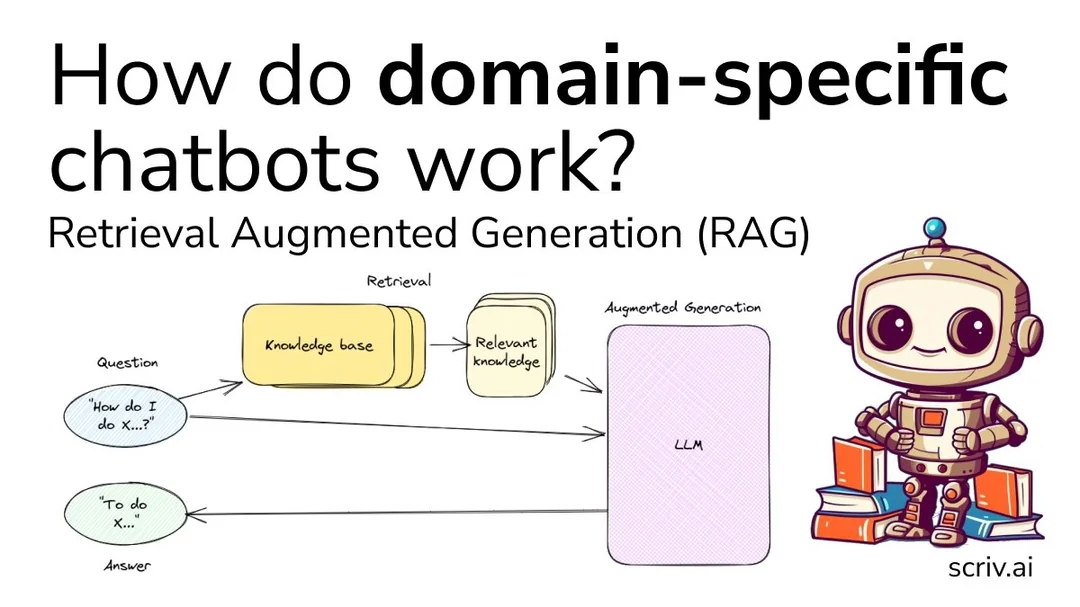 How do domain-specific
chatbots work?
Retrieval Augmented Generation (RAG)
Retrieval
Augmented Generation
Knowledge base
Relevant
knowledge
Question
"How do I
do X...?"
LLM
"To do
X..."
Answer
scriv.ai